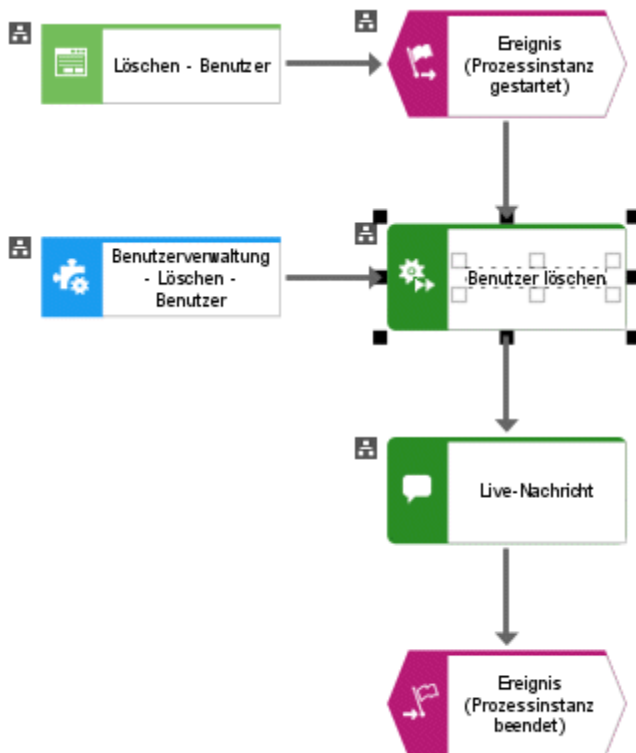 Löschen - Benutzer
Ereignis
(Prozessinstanz
gestartet)
Benutzerverwaltung
- Löschen -
Benutzer
Benutzer löschen
Live-Nachricht
Ereignis
(Prozessinstanz
beendet)